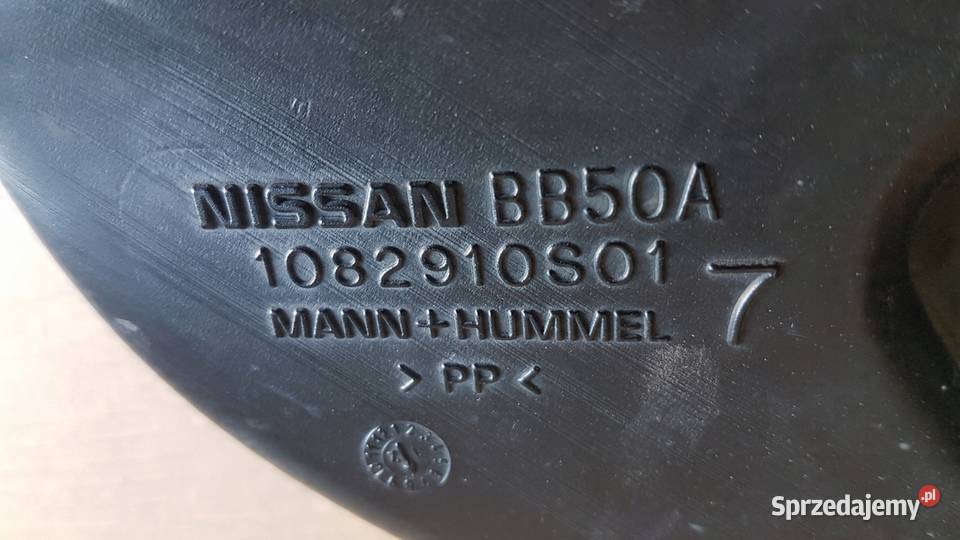 NISSAN BB50A
1082910S01 7
MANN+HUMMEL
> PP <
Sprzedajemy.pl